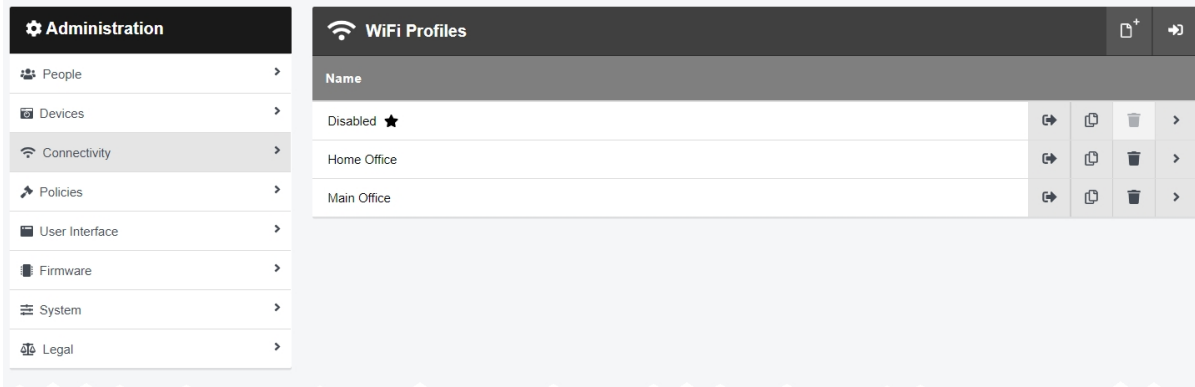 Administration
People
Devices
Connectivity
Policies
User Interface
Firmware
System
Legal
WiFi Profiles
Name
Disabled
Home Office
Main Office